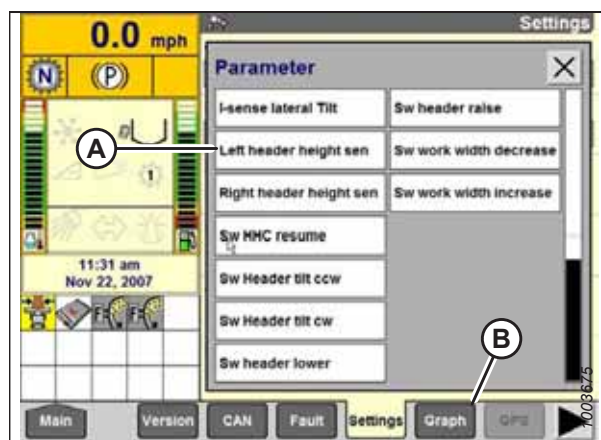 0.0 mph
Settings
N
(P)
Parameter
I-sense lateral Tilt
Sw header raise
A
Left header height sen
Sw work width decrease
1
Right header height sen
Sw work width increase
Sw HHC resume
11:31 am
Nov 22, 2007
Sw Header tilt ccw
F=
F=
Sw Header tilt cw
B
Sw header lower
Main
Version
CAN
Fault
Settings
Graph
GPS
1003675